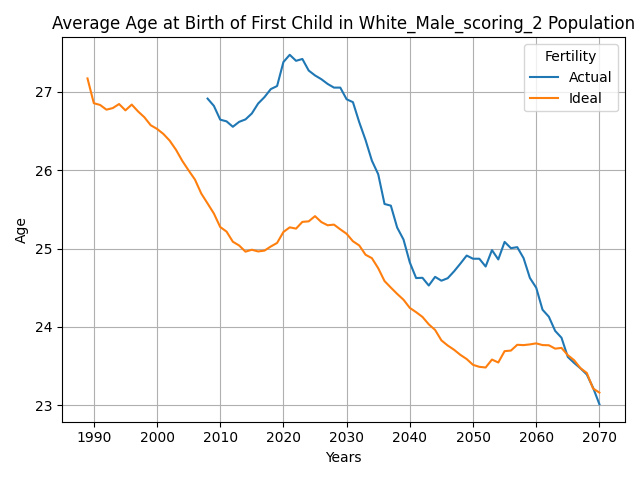 Average Age at Birth of First Child in White_Male_scoring_2 Population
Fertility
Actual
Ideal
Age
27
26
25
24
23
1990 2000 2010 2020 2030 2040 2050 2060 2070
Years